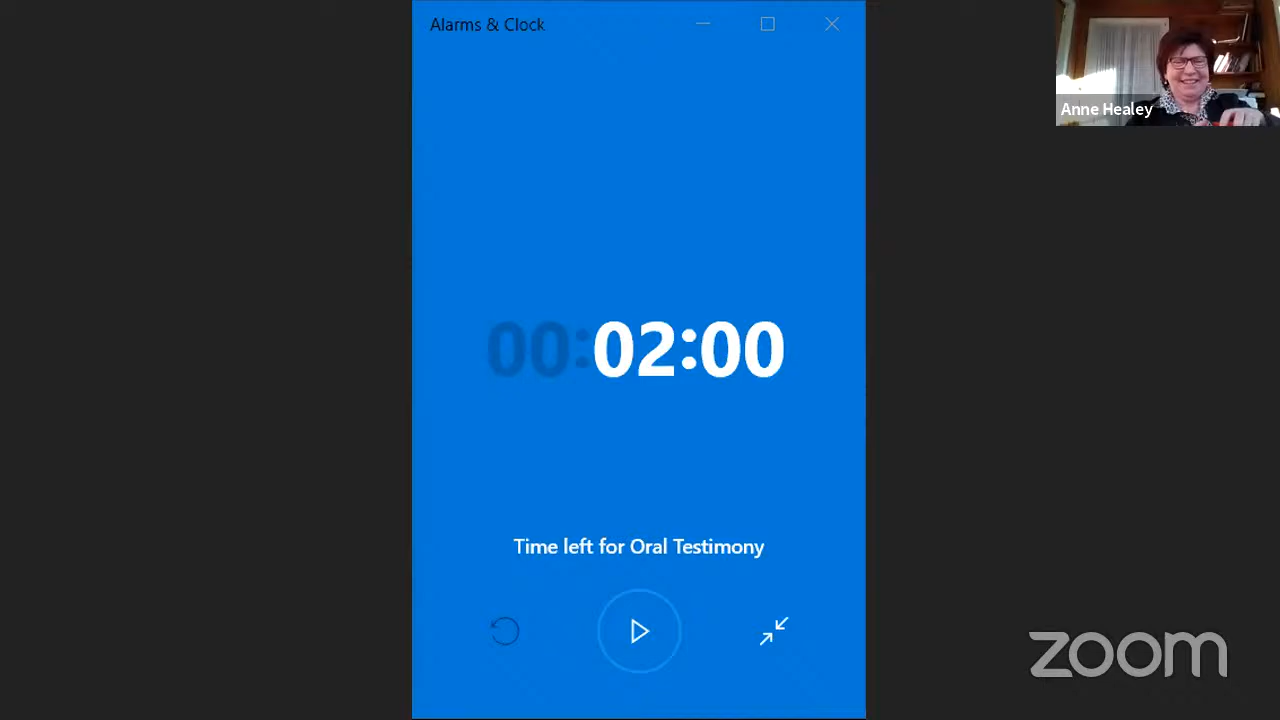 Alarms & Clock
Anne Healey
00:02:00
Time left for Oral Testimony
zoom